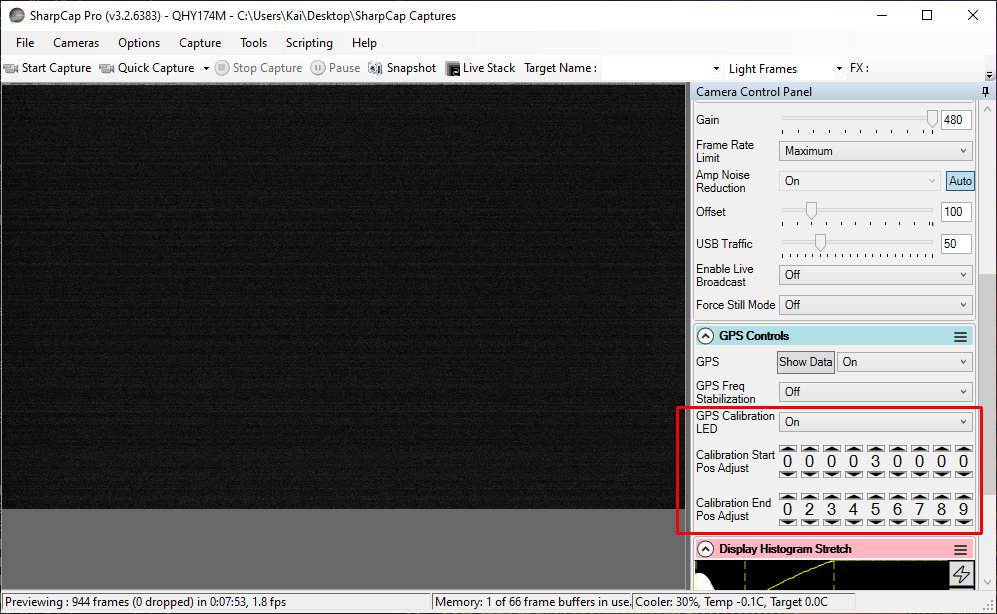 SharpCap Pro (v3.2.6383) - QHY174M - C:\Users\Kai\Desktop\SharpCap Captures
File Cameras Options Capture Tools Scripting Help
Start Capture Quick Capture Stop Capture Pause Snapshot Live Stack Target Name : Light Frames FX :
Camera Control Panel
Gain 480
Frame Rate
Limit
Maximum
Amp Noise
Reduction
On Auto
Offset 100
USB Traffic 50
Enable Live
Broadcast
Off
Force Still Mode Off
GPS Controls
GPS Show Data On
GPS Freq
Stabilization
Off
GPS Calibration
LED
On
Calibration Start
Pos Adjust
0 0 0 0 3 0 0 0 0
Calibration End
Pos Adjust
0 2 3 4 5 6 7 8 9
Display Histogram Stretch
Previewing : 944 frames (0 dropped) in 0:07:53, 1.8 fps Memory: 1 of 66 frame buffers in use. Cooler: 30%, Temp -0.1C, Target 0.0C